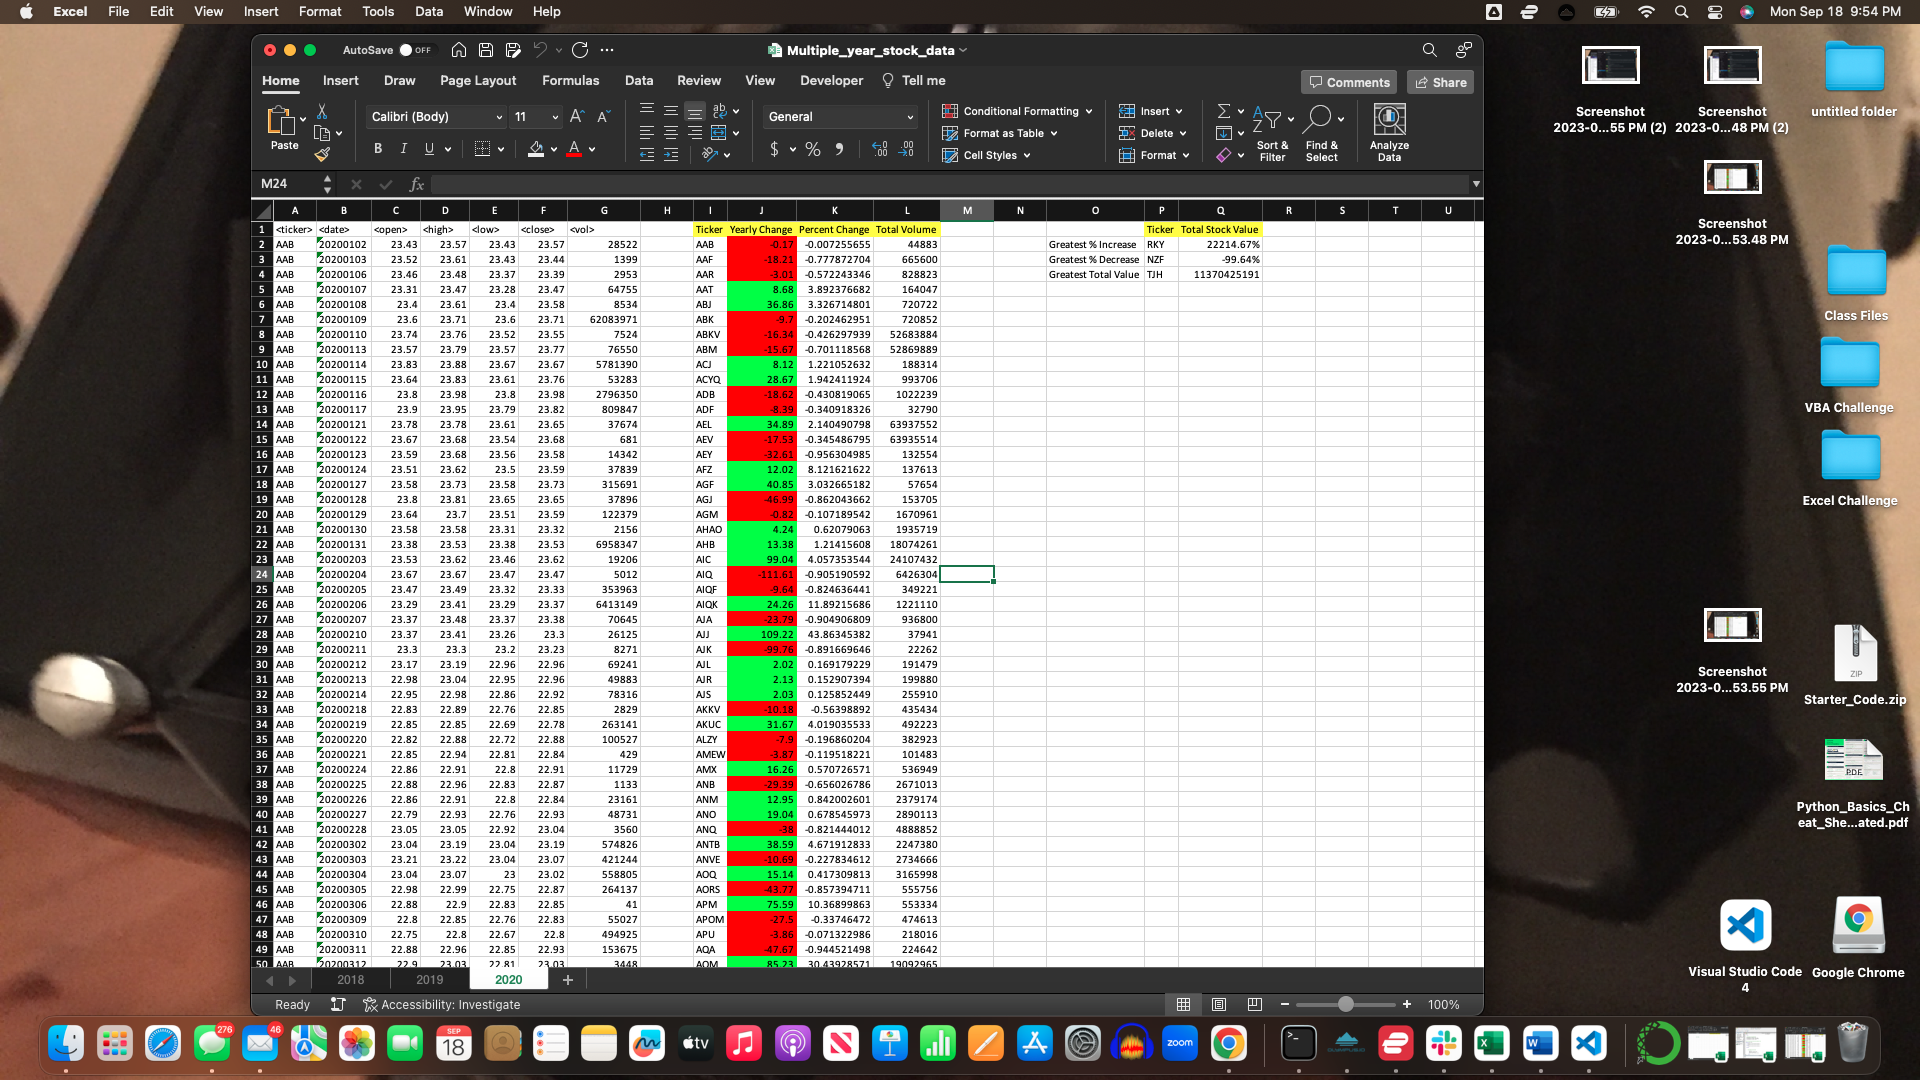 Excel File Edit View Insert Format Tools Data Window Help Mon Sep 18 9:54 PM
AutoSave OFF Multiple_year_stock_data
Home Insert Draw Page Layout Formulas Data Review View Developer Tell me Comments Share
Paste Calibri (Body) 11 General Conditional Formatting Insert
Format as Table Delete
B I U $ % Cell Styles Format Sort & Filter Find & Select Analyze Data
M24 fx
A B C D E F G H I J K L M N O P Q R S T U
1 <ticker> <date> <open> <high> <low> <close> <vol> Ticker Yearly Change Percent Change Total Volume Ticker Total Stock Value
2 AAB 20200102 23.43 23.57 23.43 23.57 28522 AAB -0.17 -0.007255655 44883 Greatest % Increase RKY 22214.67%
3 AAB 20200103 23.52 23.61 23.43 23.44 1399 AAF -18.21 -0.777872704 665600 Greatest % Decrease NZF -99.64%
4 AAB 20200106 23.46 23.48 23.37 23.39 2953 AAR -3.01 -0.572243346 828823 Greatest Total Value TJH 11370425191
5 AAB 20200107 23.31 23.47 23.28 23.47 64755 AAT 8.68 3.892376682 164047
6 AAB 20200108 23.4 23.61 23.4 23.58 8534 ABJ 36.86 3.326714801 720722
7 AAB 20200109 23.6 23.71 23.6 23.71 62083971 ABK -9.7 -0.202462951 720852
8 AAB 20200110 23.74 23.76 23.52 23.55 7524 ABKV -16.34 -0.426297939 52683884
9 AAB 20200113 23.57 23.79 23.57 23.77 76550 ABM -15.67 -0.701118568 52869889
10 AAB 20200114 23.83 23.88 23.67 23.67 5781390 ACJ 8.12 1.221052632 188314
11 AAB 20200115 23.64 23.83 23.61 23.76 53283 ACYQ 28.67 1.942411924 993706
12 AAB 20200116 23.8 23.98 23.8 23.98 2796350 ADB -18.62 -0.430819065 1022239
13 AAB 20200117 23.9 23.95 23.79 23.82 809847 ADF -8.39 -0.340918326 32790
14 AAB 20200121 23.78 23.78 23.61 23.65 37674 AEL 34.89 2.140490798 63937552
15 AAB 20200122 23.67 23.68 23.54 23.68 681 AEV -17.53 -0.345486795 63935514
16 AAB 20200123 23.59 23.68 23.56 23.58 14342 AEY -32.61 -0.956304985 132554
17 AAB 20200124 23.51 23.62 23.5 23.59 37839 AFZ 12.02 8.121621622 137613
18 AAB 20200127 23.58 23.73 23.58 23.73 315691 AGF 40.85 3.032665182 57654
19 AAB 20200128 23.8 23.81 23.65 23.65 37896 AGJ -46.99 -0.862043662 153705
20 AAB 20200129 23.64 23.7 23.51 23.59 122379 AGM -0.82 -0.107189542 1670961
21 AAB 20200130 23.58 23.58 23.31 23.32 2156 AHAO 4.24 0.62079063 1935719
22 AAB 20200131 23.38 23.53 23.38 23.53 6958347 AHB 13.38 1.21415608 18074261
23 AAB 20200203 23.53 23.62 23.46 23.62 19206 AIC 99.04 4.057353544 24107432
24 AAB 20200204 23.67 23.67 23.47 23.47 5012 AIQ -111.61 -0.905190592 6426304
25 AAB 20200205 23.47 23.49 23.32 23.33 353963 AIQF -9.64 -0.824636441 349221
26 AAB 20200206 23.29 23.41 23.29 23.37 6413149 AIQK 24.26 11.89215686 1221110
27 AAB 20200207 23.37 23.48 23.37 23.38 70645 AJA -23.79 -0.904906809 936800
28 AAB 20200210 23.37 23.41 23.26 23.3 26125 AJJ 109.22 43.86345382 37941
29 AAB 20200211 23.3 23.3 23.2 23.23 8271 AJK -99.76 -0.891669646 22262
30 AAB 20200212 23.17 23.19 22.96 22.96 69241 AJL 2.02 0.169179229 191479
31 AAB 20200213 22.98 23.04 22.95 22.96 49883 AJR 2.13 0.152907394 199880
32 AAB 20200214 22.95 22.98 22.86 22.92 78316 AJS 2.03 0.125852449 255910
33 AAB 20200218 22.83 22.89 22.76 22.85 2829 AKKV -10.18 -0.56398892 435434
34 AAB 20200219 22.85 22.85 22.69 22.78 263141 AKUC 31.67 4.019035533 492223
35 AAB 20200220 22.82 22.88 22.72 22.88 100527 ALZY -7.9 -0.196860204 382923
36 AAB 20200221 22.85 22.94 22.81 22.84 429 AMEW -3.87 -0.119518221 101483
37 AAB 20200224 22.86 22.91 22.8 22.91 11729 AMX 16.26 0.570726571 536949
38 AAB 20200225 22.88 22.96 22.83 22.87 1133 ANB -29.39 -0.656026786 2671013
39 AAB 20200226 22.86 22.91 22.8 22.84 23161 ANM 12.95 0.842002601 2379174
40 AAB 20200227 22.79 22.93 22.76 22.93 48731 ANO 19.04 0.678545973 2890113
41 AAB 20200228 23.05 23.05 22.92 23.04 3560 ANQ -38 -0.821444012 4888852
42 AAB 20200302 23.04 23.19 23.04 23.19 574826 ANTB 38.59 4.671912833 2247380
43 AAB 20200303 23.21 23.22 23.04 23.07 421244 ANVE -10.69 -0.227834612 2734666
44 AAB 20200304 23.04 23.07 23 23.02 558805 AOQ 15.14 0.417309813 3165998
45 AAB 20200305 22.98 22.99 22.75 22.87 264137 AORS -43.77 -0.857394711 555756
46 AAB 20200306 22.88 22.9 22.83 22.85 41 APM 75.59 10.36899863 553334
47 AAB 20200309 22.8 22.85 22.76 22.83 55027 APOM -27.5 -0.33746472 474613
48 AAB 20200310 22.75 22.8 22.67 22.8 494925 APU -3.86 -0.071322986 218016
49 AAB 20200311 22.88 22.96 22.85 22.93 153675 AQA -47.67 -0.944521498 224642
50 AAB 20200312 22.9 23.03 22.81 23.03 3448 AQM 85.23 30.43928571 19092965
2018 2019 2020 +
Ready Accessibility: Investigate 100%
Screenshot
2023-0...55 PM (2)
Screenshot
2023-0...48 PM (2)
untitled folder
Screenshot
2023-0...53.48 PM
Class Files
VBA Challenge
Excel Challenge
Screenshot
2023-0...53.55 PM
ZIP
Starter_Code.zip
PDF
Python_Basics_Ch
eat_She...ated.pdf
Visual Studio Code
4
Google Chrome
276 46 SEP 18 tv zoom X W